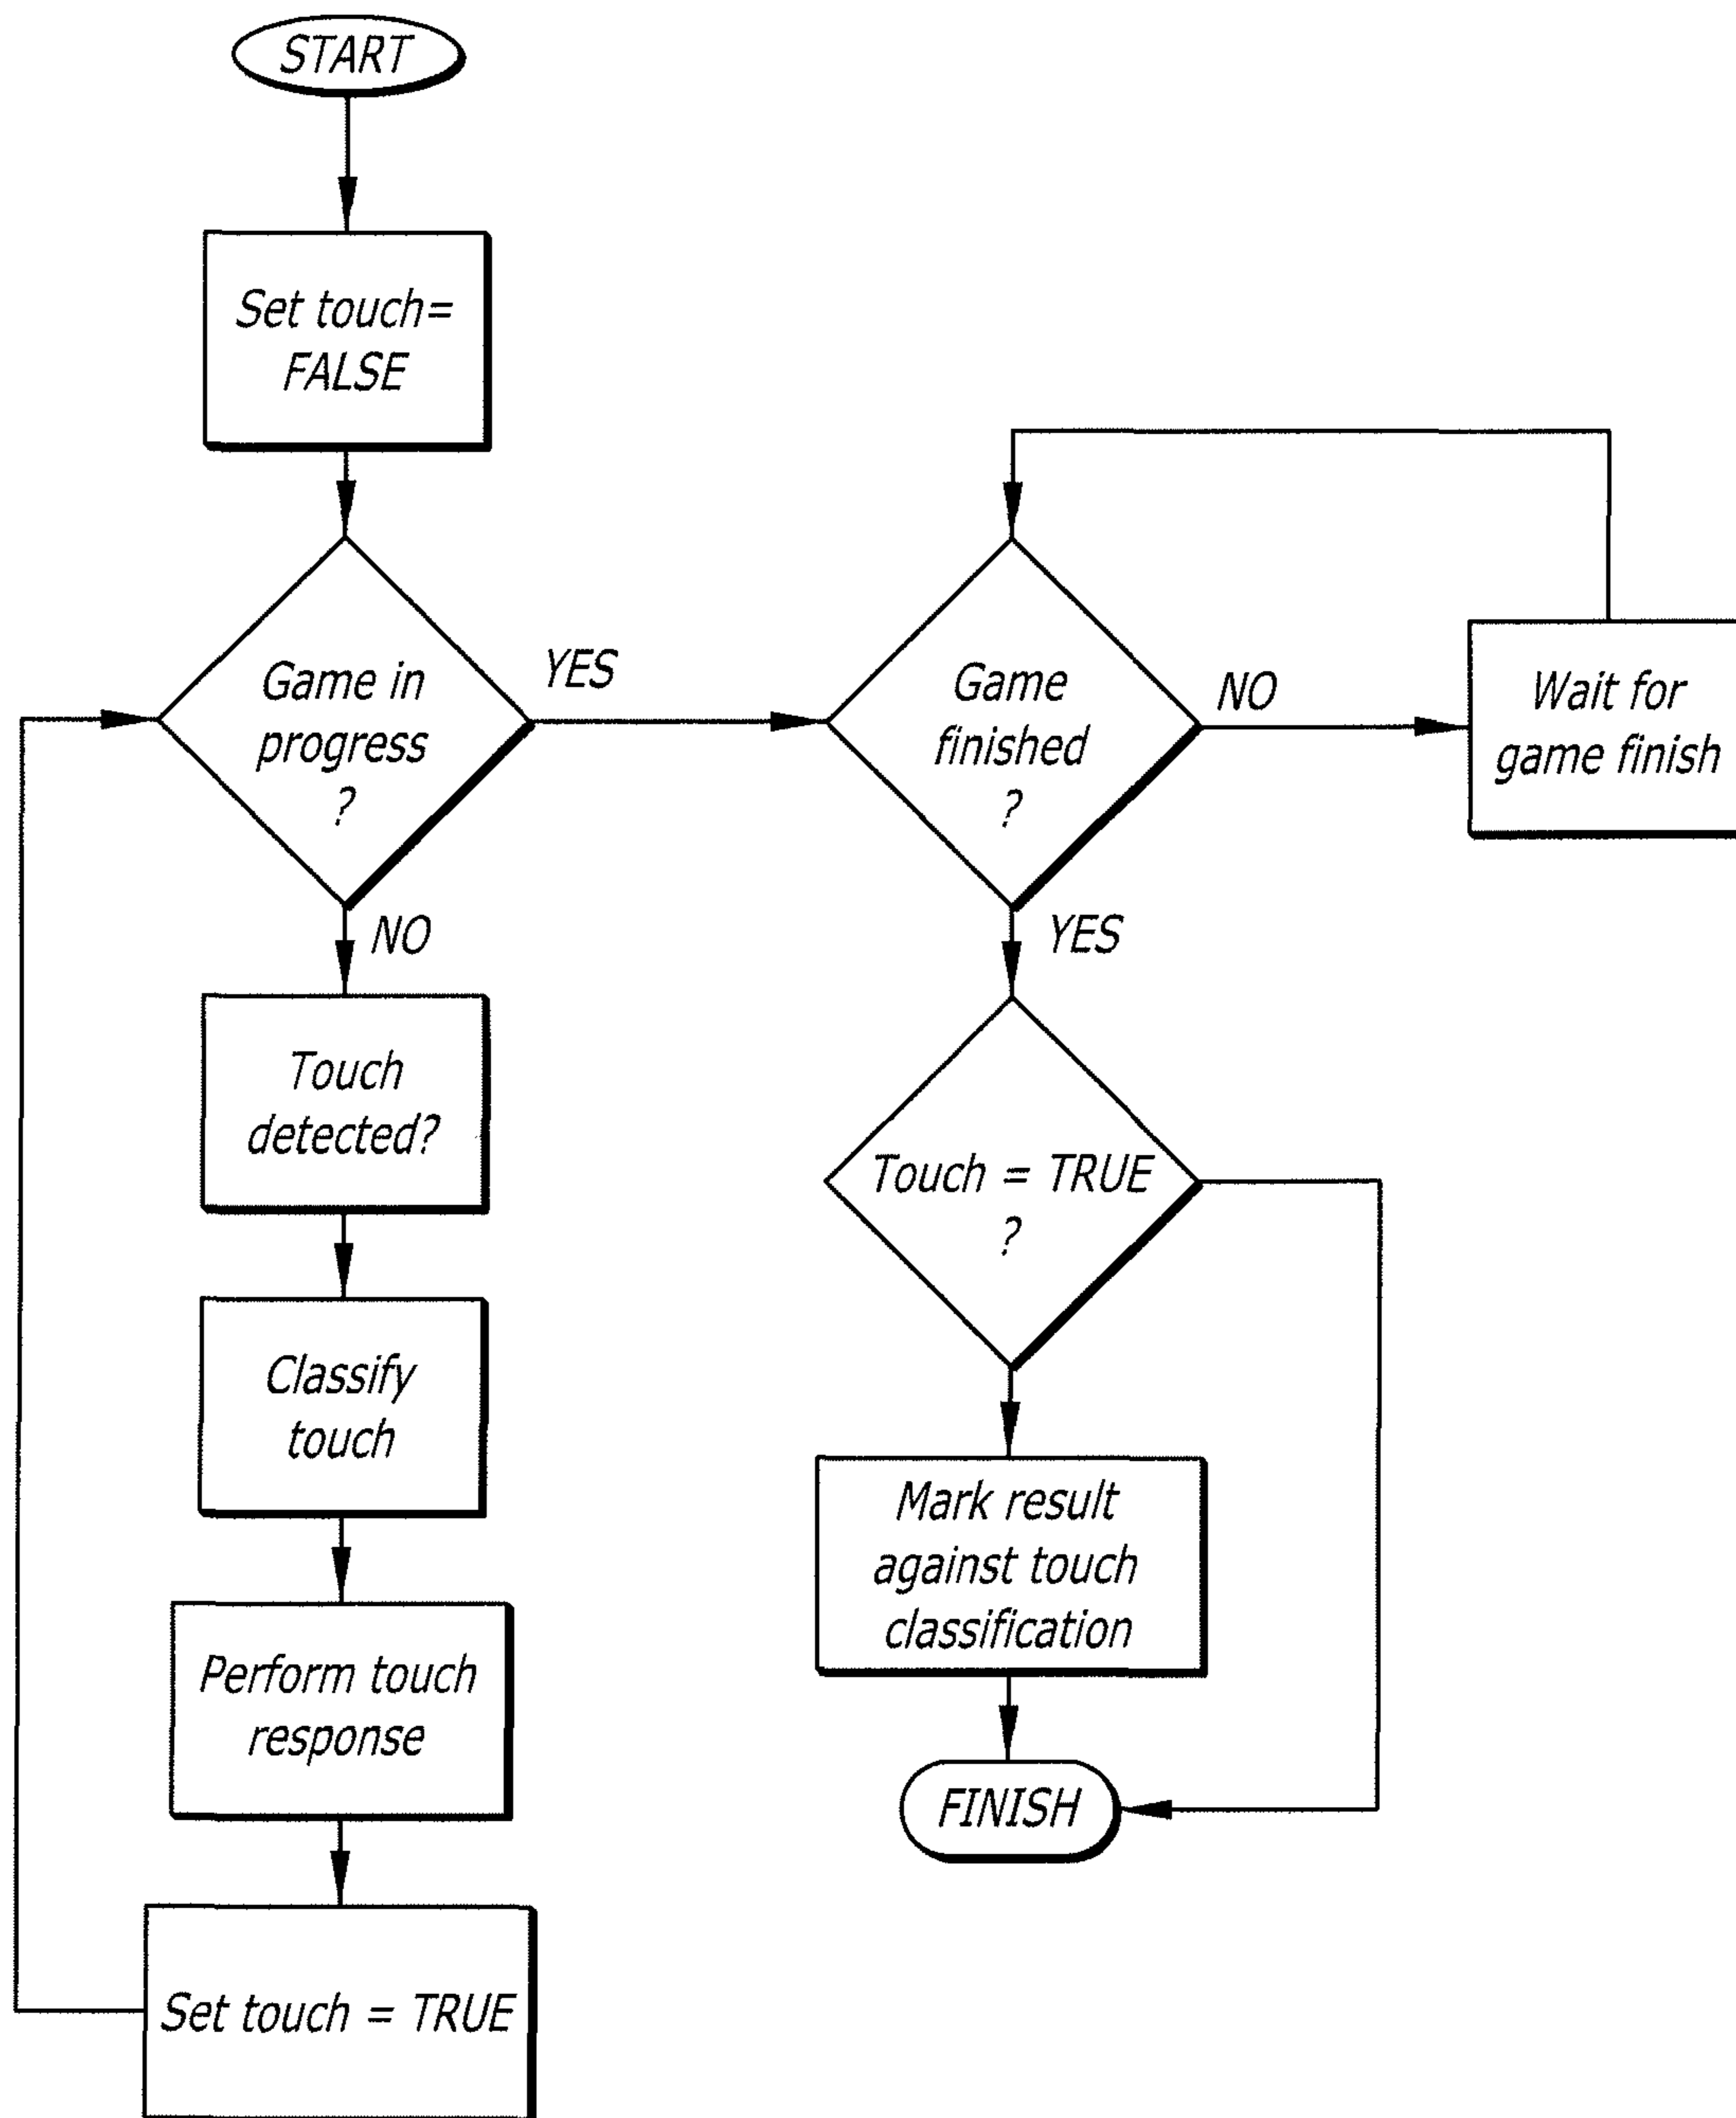 START
Set touch=
FALSE
Game in
progress
?
YES
NO
Touch
detected?
Classify
touch
Perform touch
response
Set touch = TRUE
Game
finished
?
NO
Wait for
game finish
YES
Touch = TRUE
?
Mark result
against touch
classification
FINISH